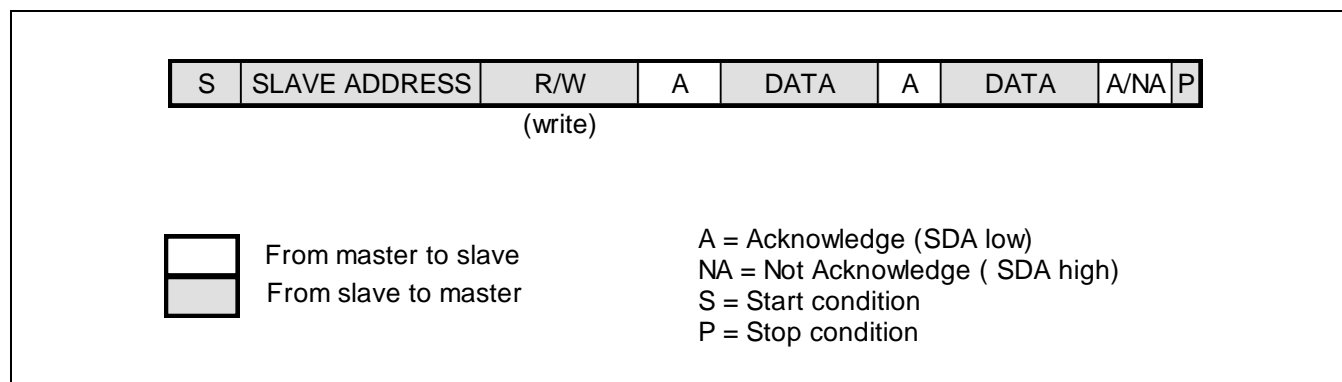 S SLAVE ADDRESS R/W A DATA A DATA A/NA P
(write)
From master to slave
From slave to master
A = Acknowledge (SDA low)
NA = Not Acknowledge ( SDA high)
S = Start condition
P = Stop condition